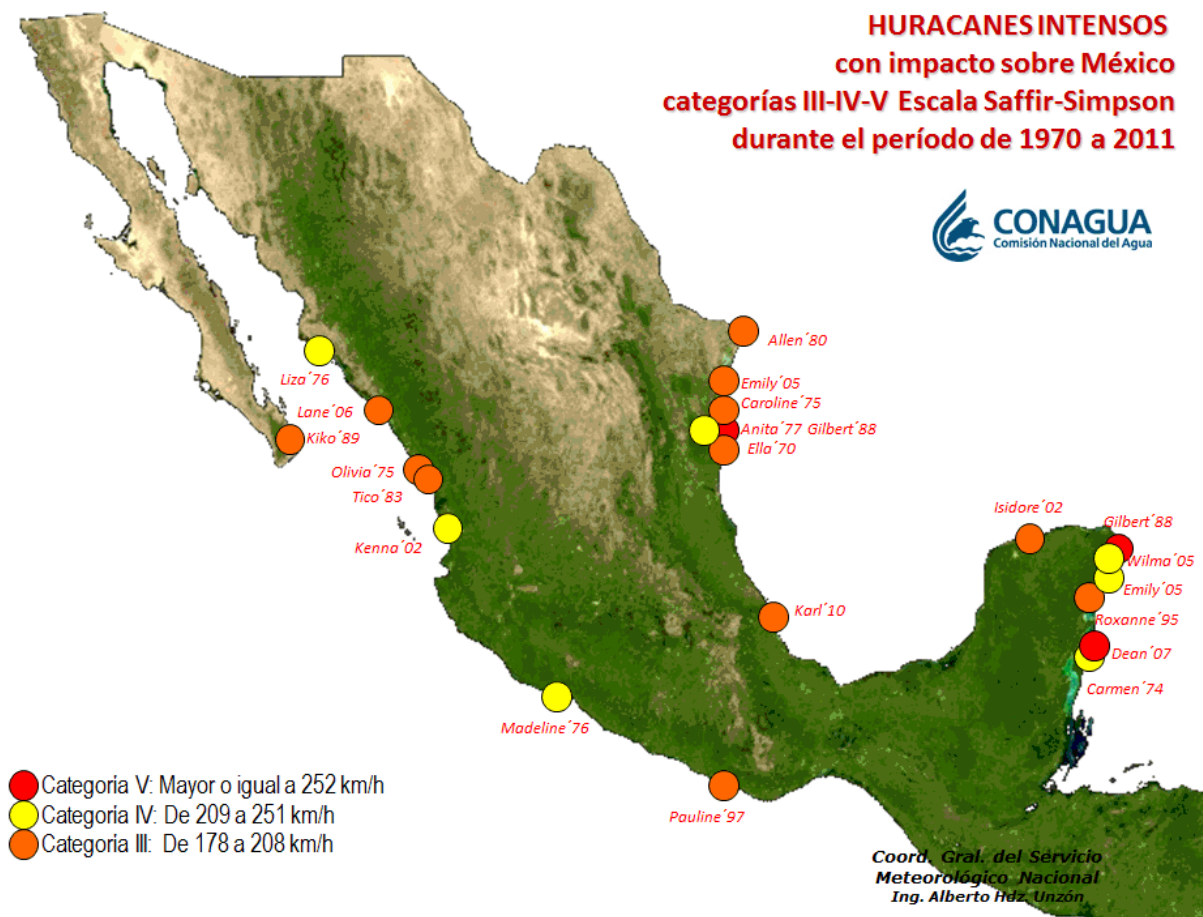 HURACANES INTENSOS
con impacto sobre México
categorías III-IV-V Escala Saffir-Simpson
durante el período de 1970 a 2011
CONAGUA
Comisión Nacional del Agua
Allen´80
Liza´76
Emily´05
Caroline´75
Lane´06
Anita´77 Gilbert´88
Kiko´89
Ella´70
Olivia´75
Tico´83
Isidore´02
Gilbert´88
Kenna´02
Wilma´05
Emily´05
Karl´10
Roxanne´95
Dean´07
Carmen´74
Madeline´76
Categoría V: Mayor o igual a 252 km/h
Categoría IV: De 209 a 251 km/h
Categoría III: De 178 a 208 km/h
Pauline´97
Coord. Gral. del Servicio
Meteorológico Nacional
Ing. Alberto Hdz. Unzón